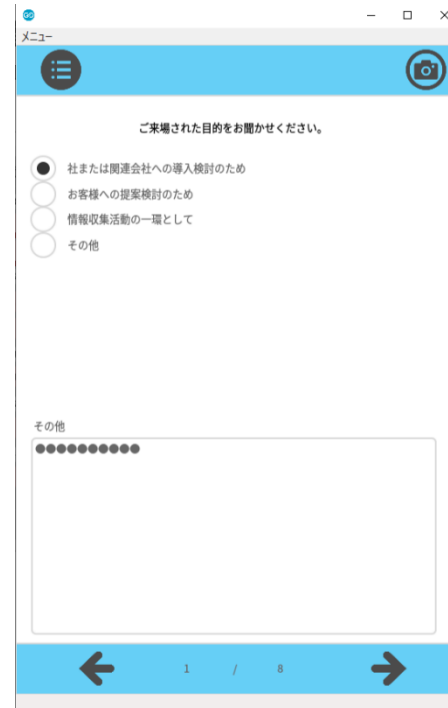 GO
メニュー
ご来場された目的をお聞かせください。
社または関連会社への導入検討のため
お客様への提案検討のため
情報収集活動の一環として
その他
その他
●●●●●●●●●●
1 / 8